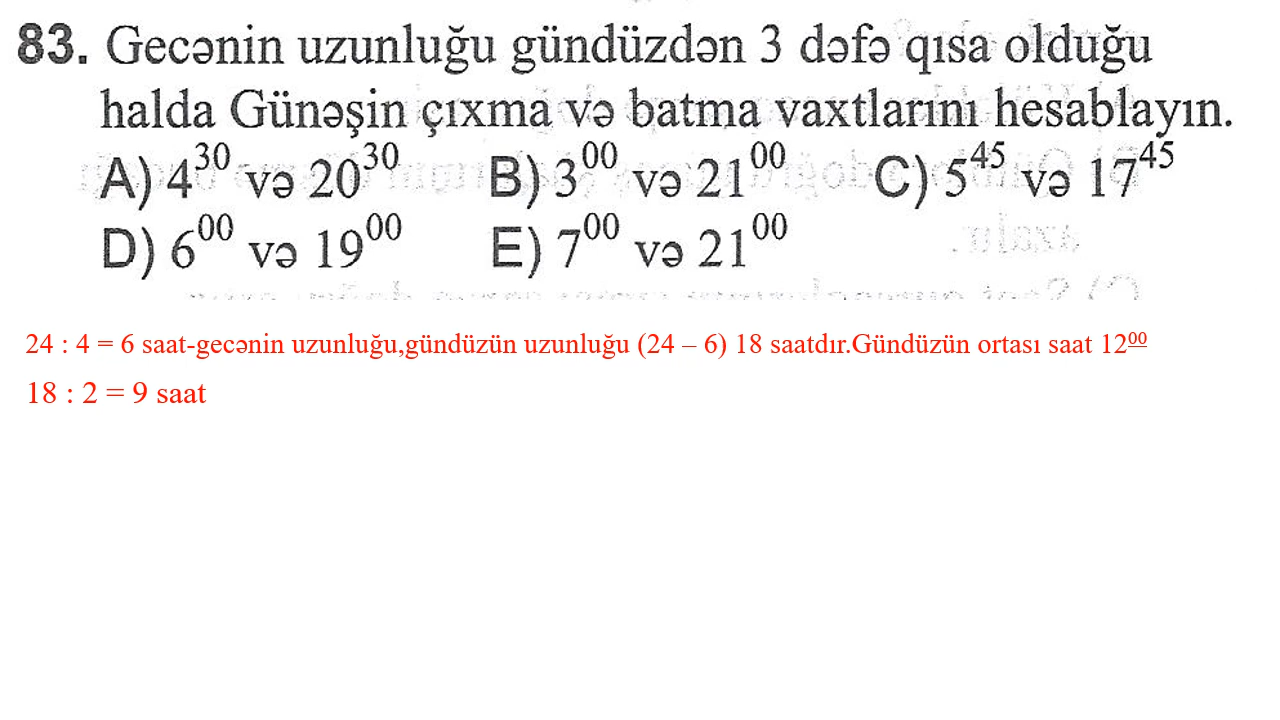 83. Gecənin uzunluğu gündüzdən 3 dəfə qısa olduğu
halda Günəşin çıxma və batma vaxtlarını hesablayın.
A) 4³⁰ və 20³⁰ B) 3⁰⁰ və 21⁰⁰ C) 5⁴⁵ və 17⁴⁵
D) 6⁰⁰ və 19⁰⁰ E) 7⁰⁰ və 21⁰⁰
24 : 4 = 6 saat-gecənin uzunluğu,gündüzün uzunluğu (24 – 6) 18 saatdır.Gündüzün ortası saat 12⁰⁰
18 : 2 = 9 saat